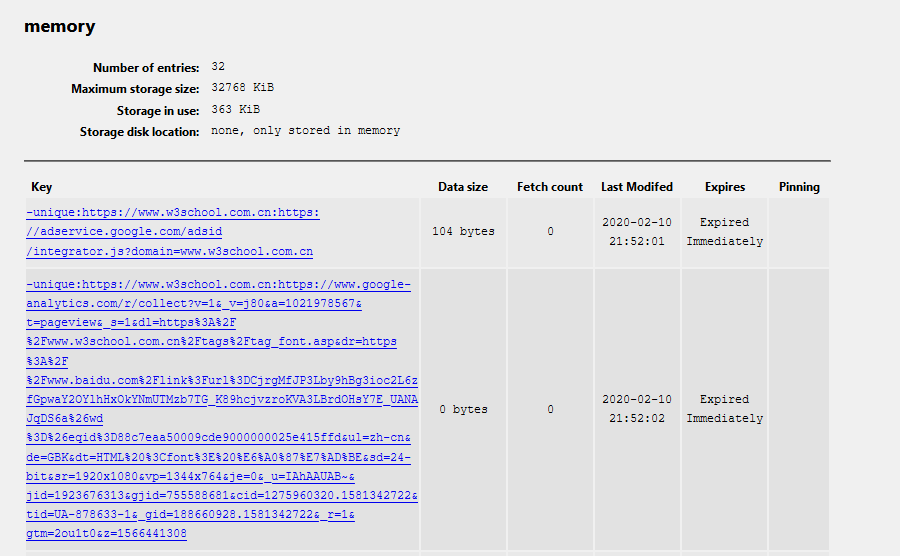 memory
Number of entries: 32
Maximum storage size: 32768 KiB
Storage in use: 363 KiB
Storage disk location: none, only stored in memory
Key Data size Fetch count Last Modifed Expires Pinning
-unique:https://www.w3school.com.cn:https:
//adservice.google.com/adsid
/integrator.js?domain=www.w3school.com.cn
104 bytes
0
2020-02-10
21:52:01
Expired
Immediately
-unique:https://www.w3school.com.cn:https://www.google-
analytics.com/r/collect?v=1&_v=j80&a=1021978567&
t=pageview&_s=1&dl=https%3A%2F
%2Fwww.w3school.com.cn%2Ftags%2Ftag_font.asp&dr=https
%3A%2F
%2Fwww.baidu.com%2Flink%3Furl%3DCjrgMfJP3Lby9hBg3ioc2L6z
fGpwaY2OYlhHxOkYNmUTMzb7TG_K89hcjvzroKVA3LBrdOHsY7E_UANA
JqDS6a%26wd
%3D%26eqid%3D88c7eaa50009cde9000000025e415ffd&ul=zh-cn&
de=GBK&dt=HTML%20%3Cfont%3E%20%E6%A0%87%E7%AD%BE&sd=24-
bit&sr=1920x1080&vp=1344x764&je=0&_u=IAhAAUAB~&
jid=1923676313&gjid=755588681&cid=1275960320.1581342722&
tid=UA-878633-1&_gid=188660928.1581342722&_r=1&
gtm=2ou1t0&z=1566441308
0 bytes
0
2020-02-10
21:52:02
Expired
Immediately